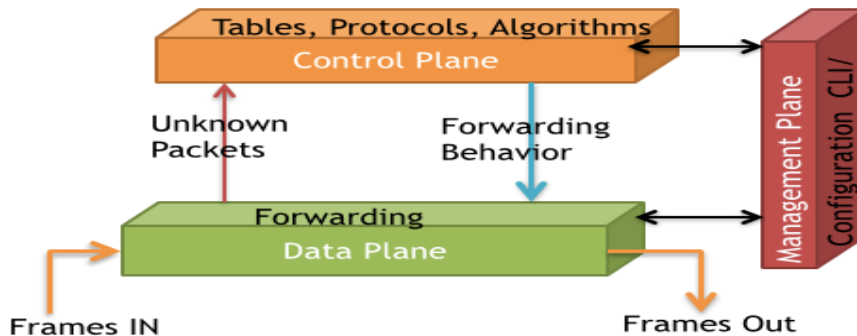 Tables, Protocols, Algorithms
Control Plane
Unknown
Packets
Forwarding
Behavior
Management Plane
Configuration CLI/
Forwarding
Data Plane
Frames IN
Frames Out